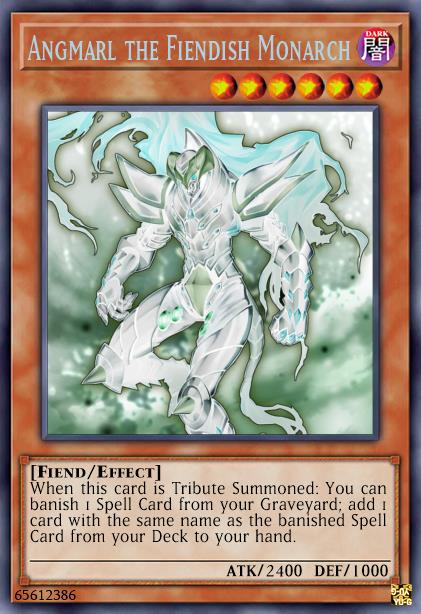 Angmarl the Fiendish Monarch
DARK
闇
[Fiend/Effect]
When this card is Tribute Summoned: You can
banish 1 Spell Card from your Graveyard; add 1
card with the same name as the banished Spell
Card from your Deck to your hand.
ATK/2400 DEF/1000
65612386